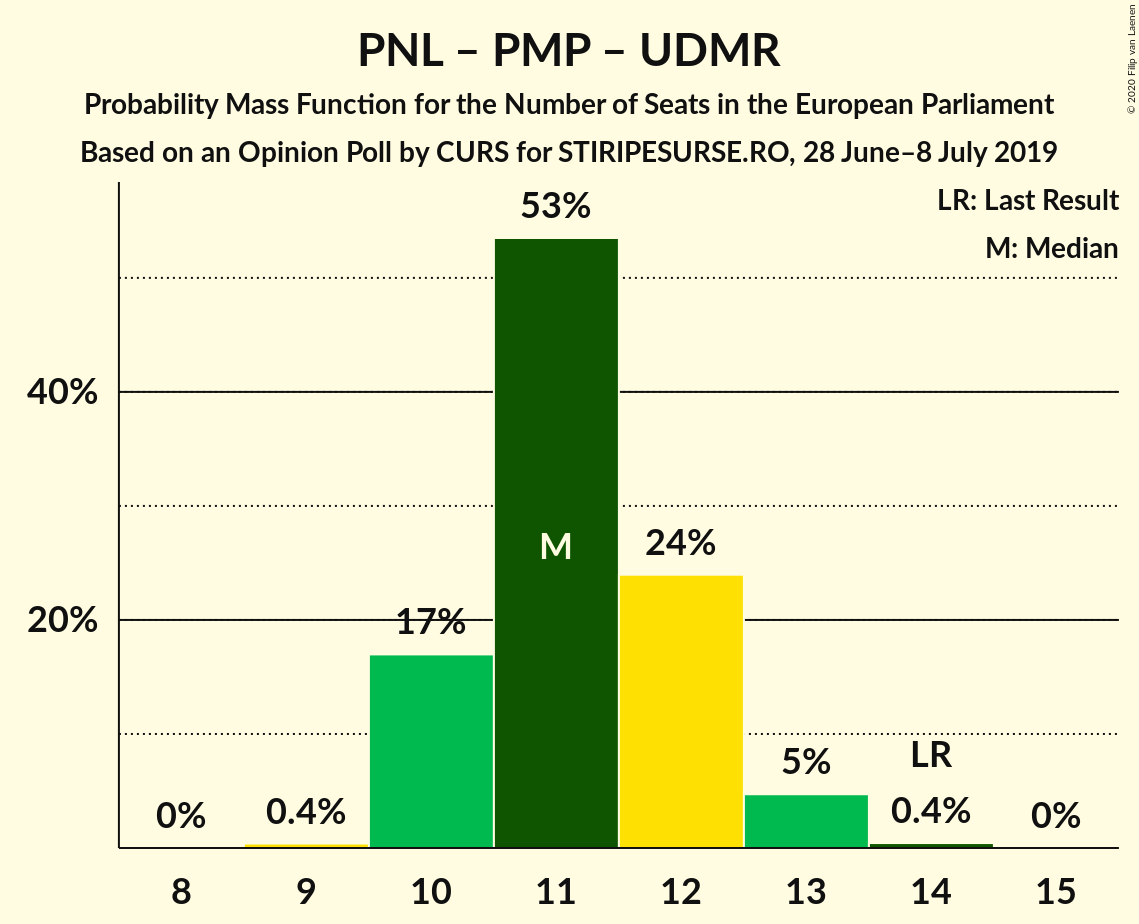 PNL – PMP – UDMR
Probability Mass Function for the Number of Seats in the European Parliament
Based on an Opinion Poll by CURS for STIRIPESURSE.RO, 28 June–8 July 2019
© 2020 Filip van Laenen
LR: Last Result
M: Median
53%
40%
M
24%
20%
17%
LR
5%
0%
0.4%
0.4%
0%
8 9 10 11 12 13 14 15